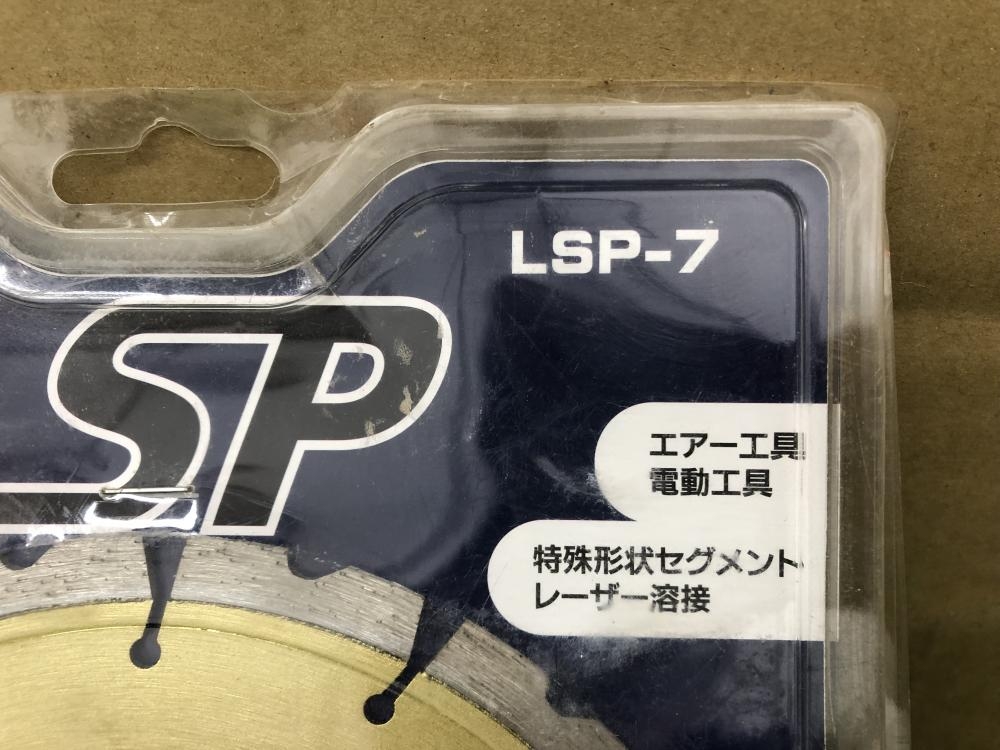 LSP-7
LSP
エアー工具
電動工具
特殊形状セグメント
レーザー溶接